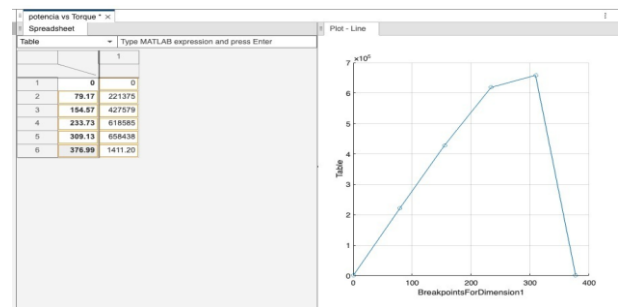 potencia vs Torque * ×
Spreadsheet
Table Type MATLAB expression and press Enter
1
1 0 0
2 79.17 221375
3 154.57 427579
4 233.73 618585
5 309.13 658438
6 376.99 1411.20
Plot - Line
×10⁵
7
6
5
4
3
2
1
0
Table
0 100 200 300 400
BreakpointsForDimension1